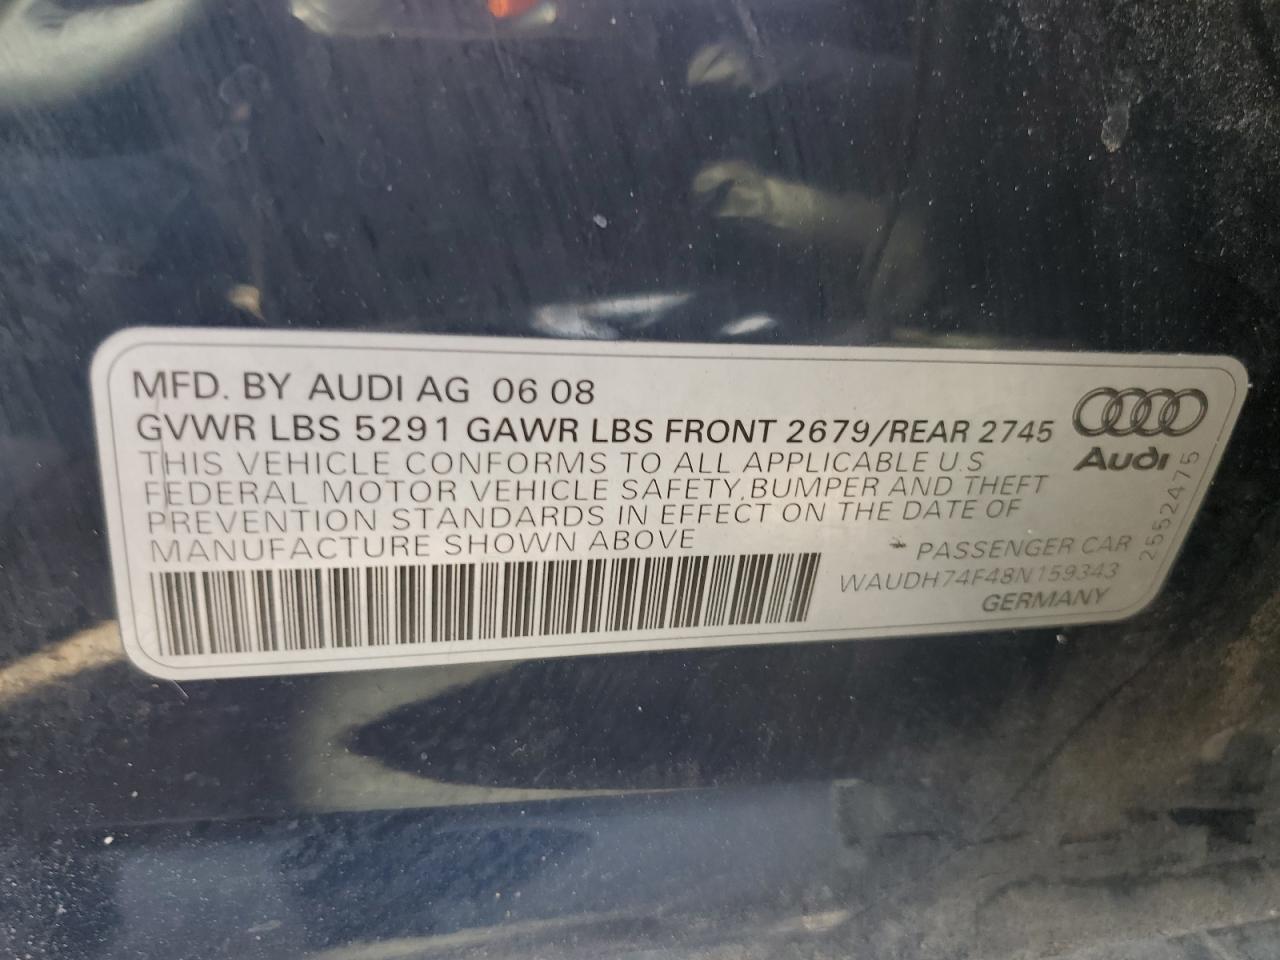 MFD. BY AUDI AG 06 08
GVWR LBS 5291 GAWR LBS FRONT 2679/REAR 2745
THIS VEHICLE CONFORMS TO ALL APPLICABLE U.S
FEDERAL MOTOR VEHICLE SAFETY, BUMPER AND THEFT
PREVENTION STANDARDS IN EFFECT ON THE DATE OF
MANUFACTURE SHOWN ABOVE
* PASSENGER CAR
WAUDH74F48N159343
GERMANY
Audi
2552475